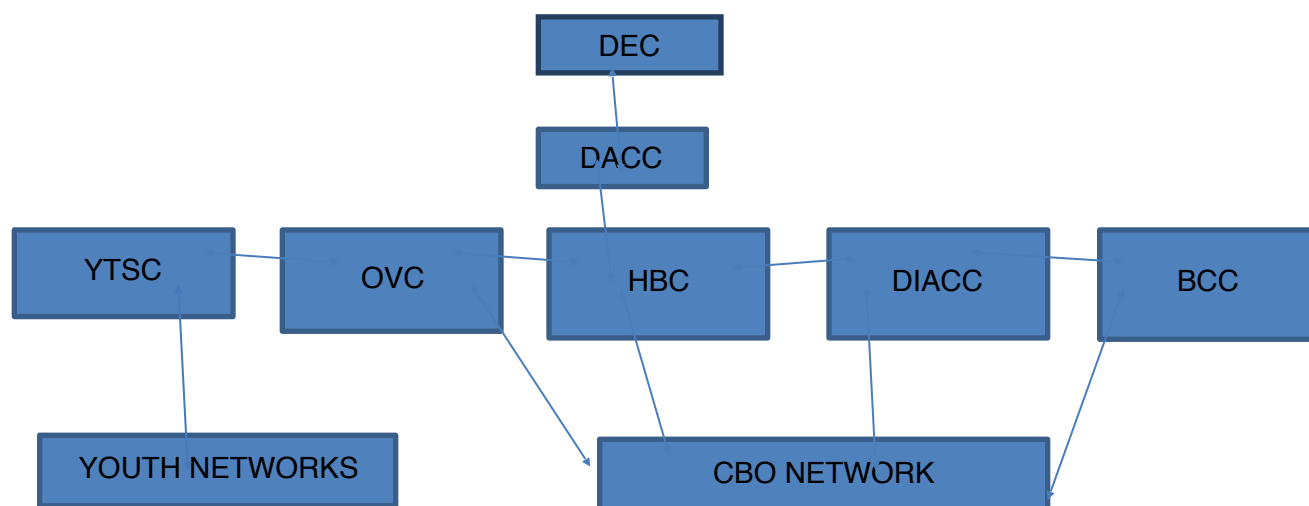 DEC
DACC
YTSC
OVC
HBC
DIACC
BCC
YOUTH NETWORKS
CBO NETWORK